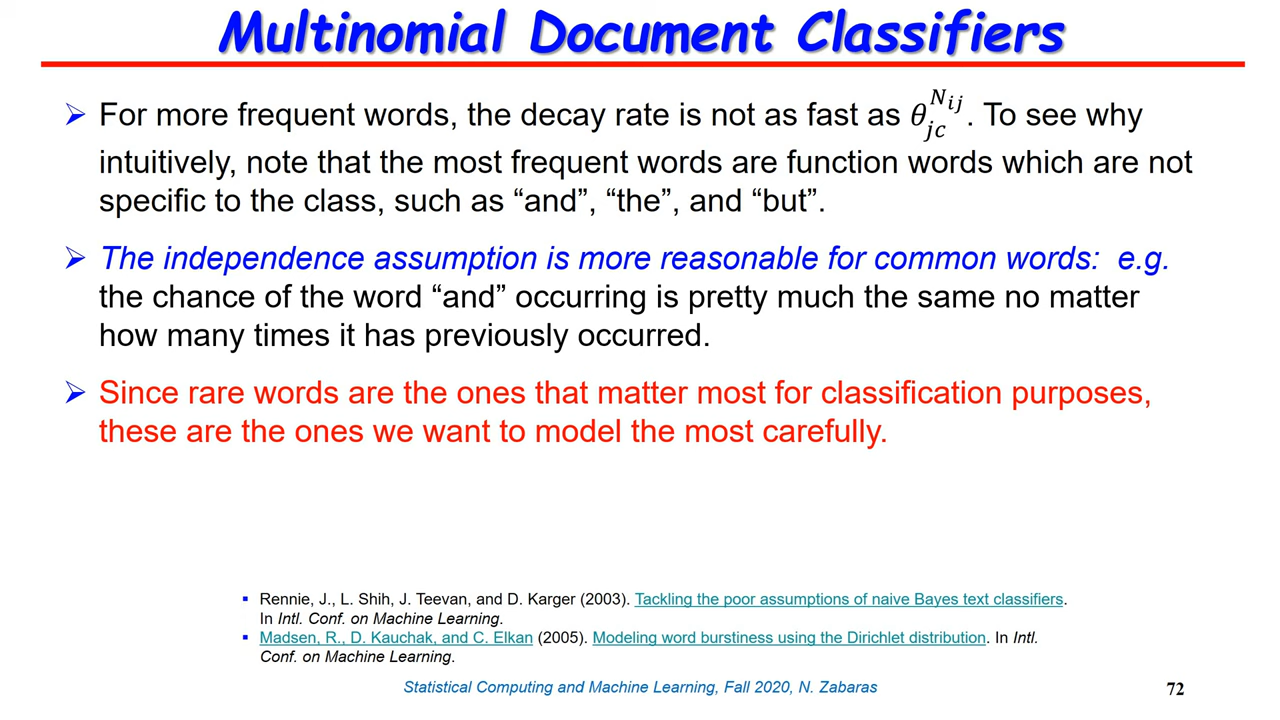 Multinomial Document Classifiers
➢ For more frequent words, the decay rate is not as fast as θ_{jc}^{N_{ij}}. To see why
intuitively, note that the most frequent words are function words which are not
specific to the class, such as “and”, “the”, and “but”.
➢ The independence assumption is more reasonable for common words: e.g.
the chance of the word “and” occurring is pretty much the same no matter
how many times it has previously occurred.
➢ Since rare words are the ones that matter most for classification purposes,
these are the ones we want to model the most carefully.
▪ Rennie, J., L. Shih, J. Teevan, and D. Karger (2003). Tackling the poor assumptions of naive Bayes text classifiers.
In Intl. Conf. on Machine Learning.
▪ Madsen, R., D. Kauchak, and C. Elkan (2005). Modeling word burstiness using the Dirichlet distribution. In Intl.
Conf. on Machine Learning.
Statistical Computing and Machine Learning, Fall 2020, N. Zabaras
72